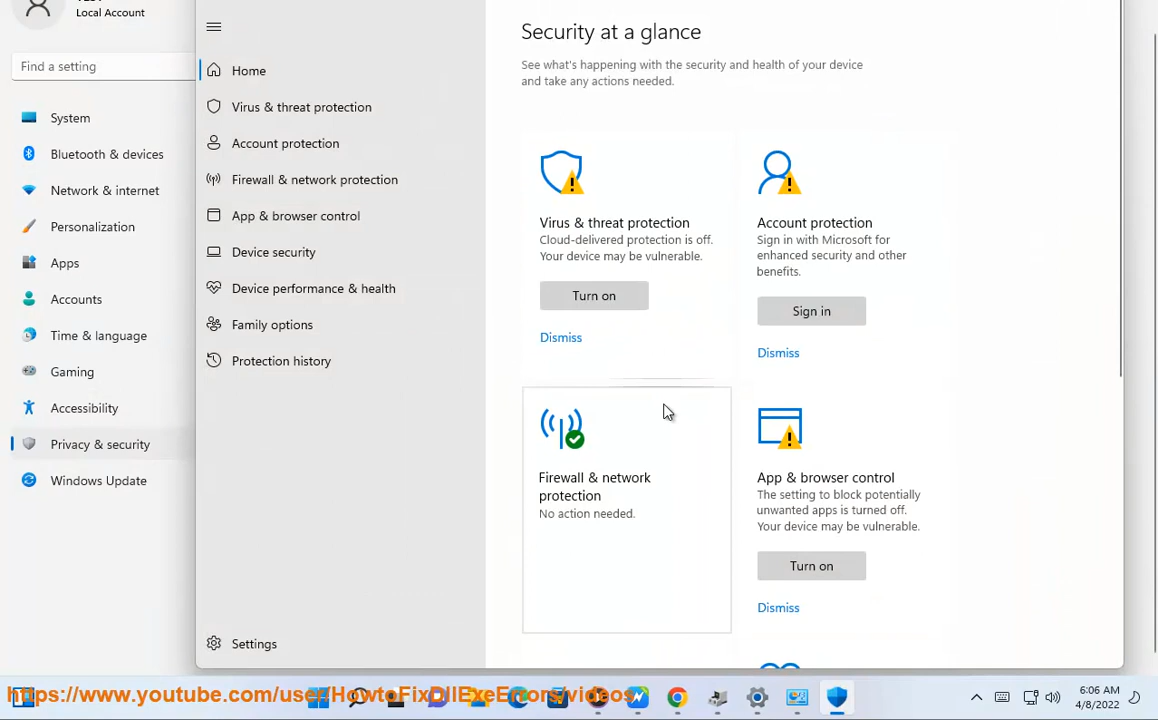 Local Account
Find a setting
System
Bluetooth & devices
Network & internet
Personalization
Apps
Accounts
Time & language
Gaming
Accessibility
Privacy & security
Windows Update
Home
Virus & threat protection
Account protection
Firewall & network protection
App & browser control
Device security
Device performance & health
Family options
Protection history
Settings
Security at a glance
See what's happening with the security and health of your device
and take any actions needed.
Virus & threat protection
Cloud-delivered protection is off.
Your device may be vulnerable.
Turn on
Dismiss
Account protection
Sign in with Microsoft for
enhanced security and other
benefits.
Sign in
Dismiss
Firewall & network
protection
No action needed.
App & browser control
The setting to block potentially
unwanted apps is turned off.
Your device may be vulnerable.
Turn on
Dismiss
https://www.youtube.com/user/HowtoFixDllExeErrors/videos
6:06 AM
4/8/2022